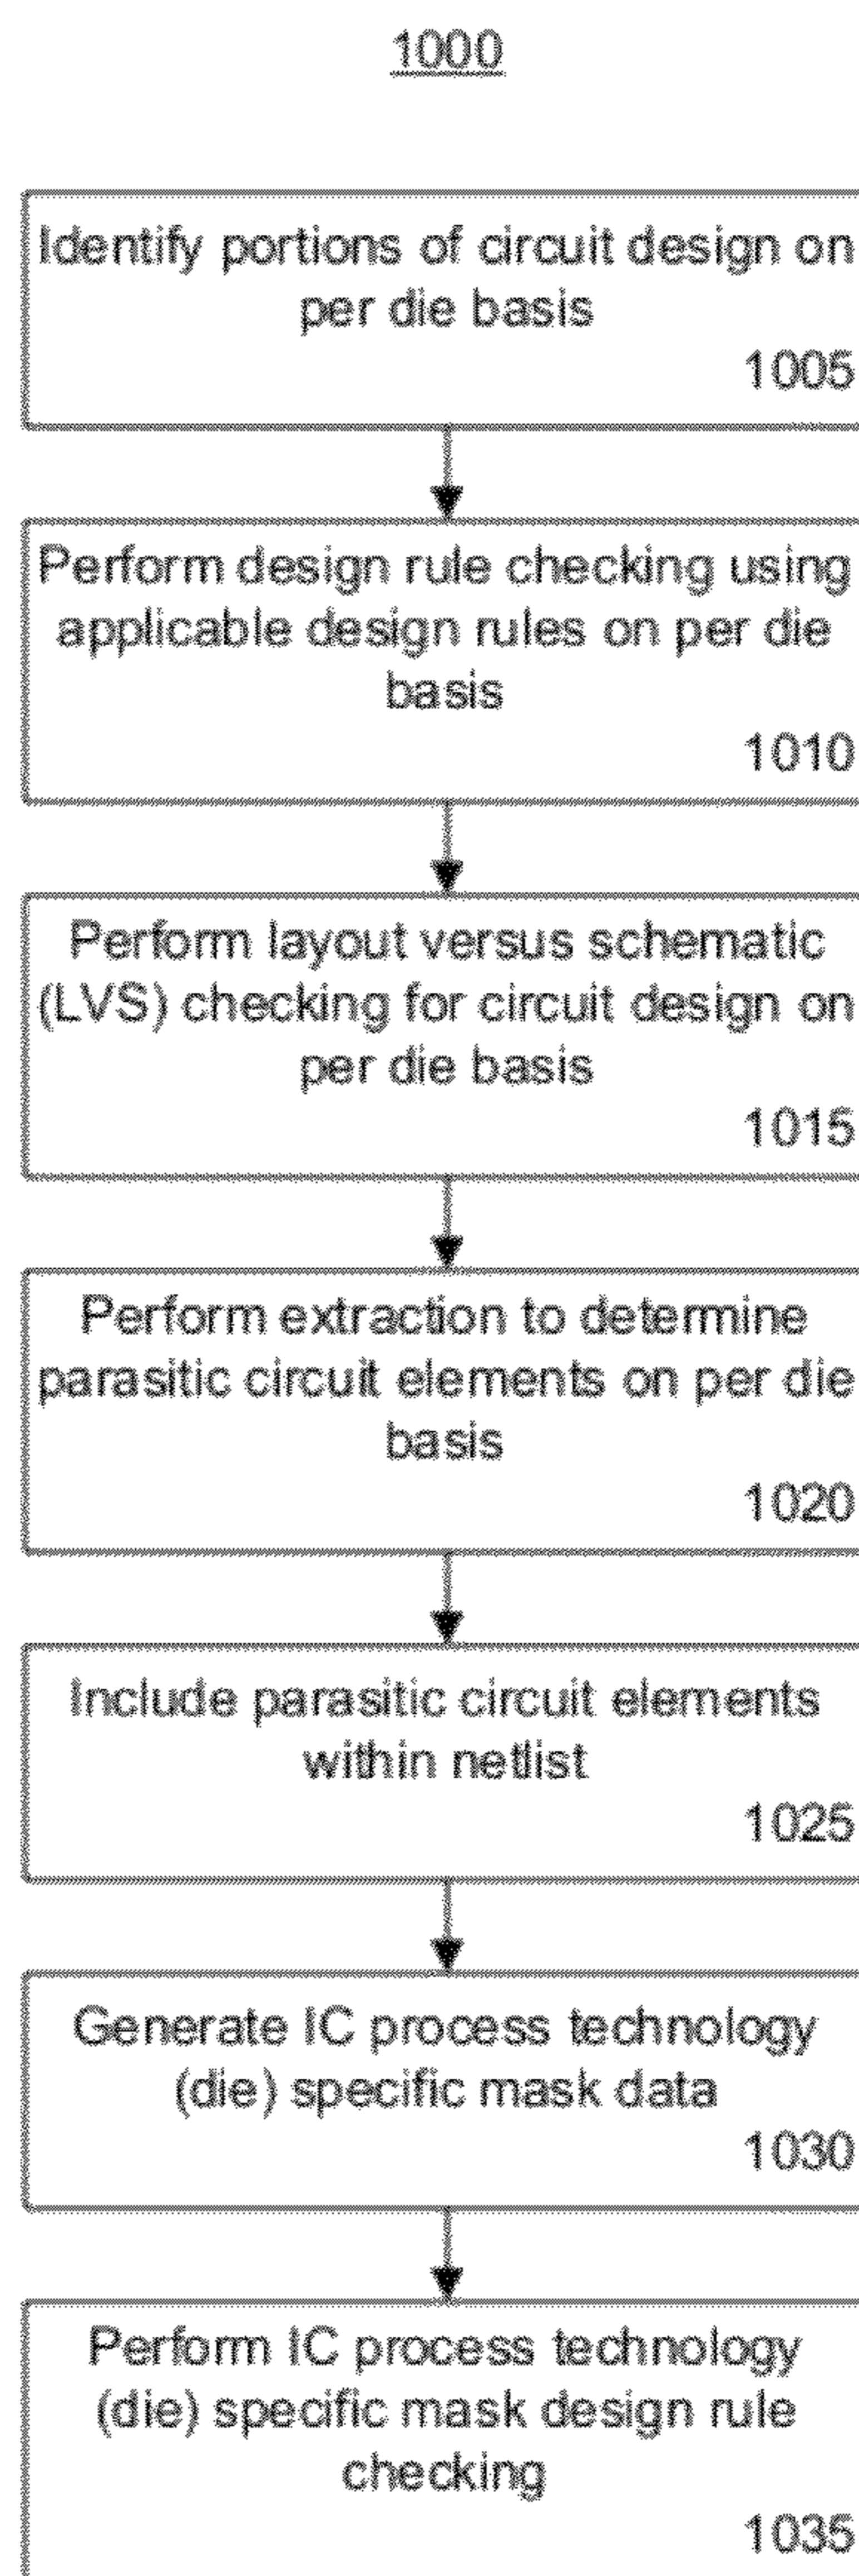 1000
Identify portions of circuit design on
per die basis
1005
Perform design rule checking using
applicable design rules on per die
basis
1010
Perform layout versus schematic
(LVS) checking for circuit design on
per die basis
1015
Perform extraction to determine
parasitic circuit elements on per die
basis
1020
Include parasitic circuit elements
within netlist
1025
Generate IC process technology
(die) specific mask data
1030
Perform IC process technology
(die) specific mask design rule
checking
1035